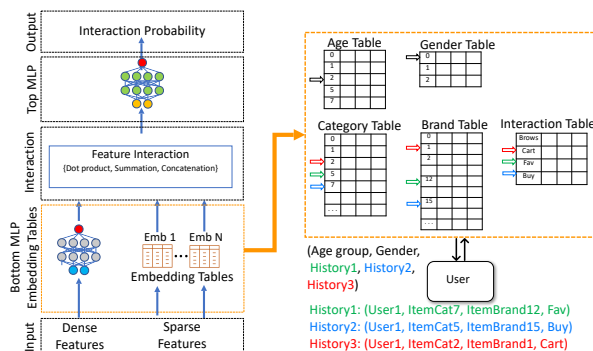 Output
Interaction Probability
Top MLP
Interaction
Feature Interaction
{Dot product, Summation, Concatenation}
Bottom MLP
Embedding Tables
Emb 1
Emb N
...
Embedding Tables
Input
Dense
Features
Sparse
Features
Age Table
0
1
2
5
7
Gender Table
0
1
2
Category Table
0
1
2
5
7
...
Brand Table
0
1
2
12
15
...
Interaction Table
Brows
Cart
Fav
Buy
(Age group, Gender,
History1, History2,
History3)
User
History1: (User1, ItemCat7, ItemBrand12, Fav)
History2: (User1, ItemCat5, ItemBrand15, Buy)
History3: (User1, ItemCat2, ItemBrand1, Cart)